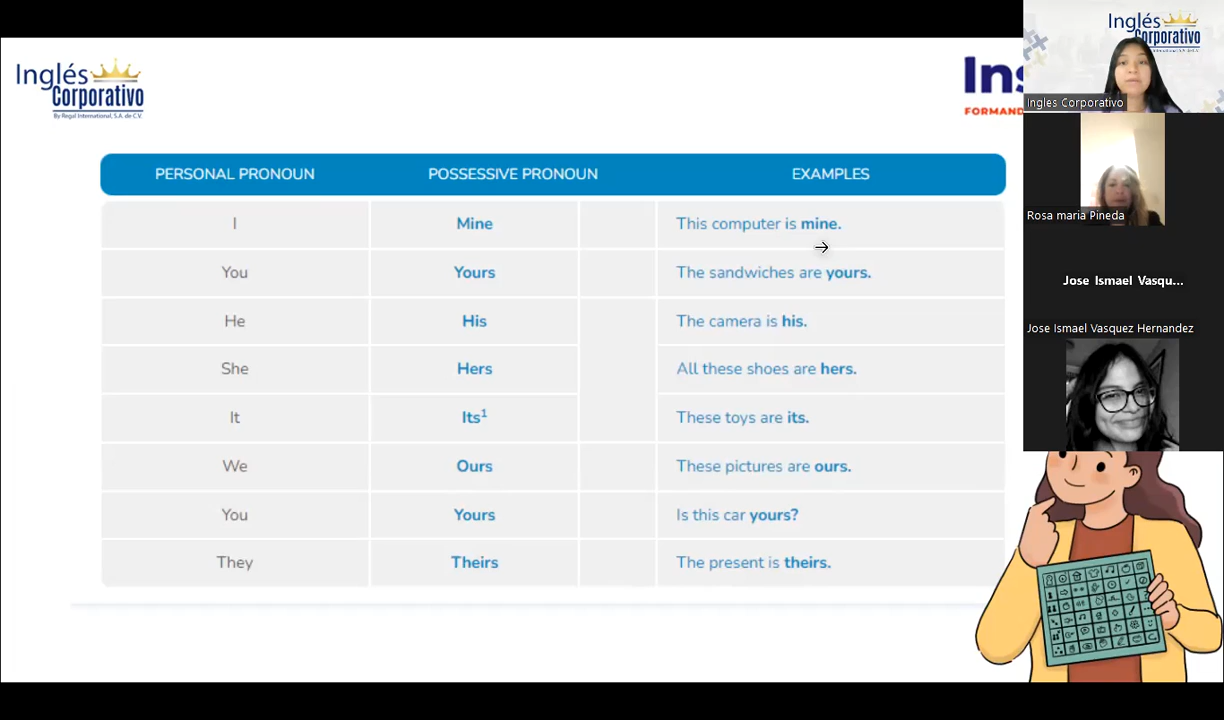 Inglés
Corporativo
By Regal International, S.A. de C.V.
Ins
FORMAND
PERSONAL PRONOUN POSSESSIVE PRONOUN EXAMPLES
I Mine This computer is mine.
You Yours The sandwiches are yours.
He His The camera is his.
She Hers All these shoes are hers.
It Its1 These toys are its.
We Ours These pictures are ours.
You Yours Is this car yours?
They Theirs The present is theirs.
Inglés
Corporativo
Ingles Corporativo
Rosa maria Pineda
Jose Ismael Vasqu...
Jose Ismael Vasquez Hernandez